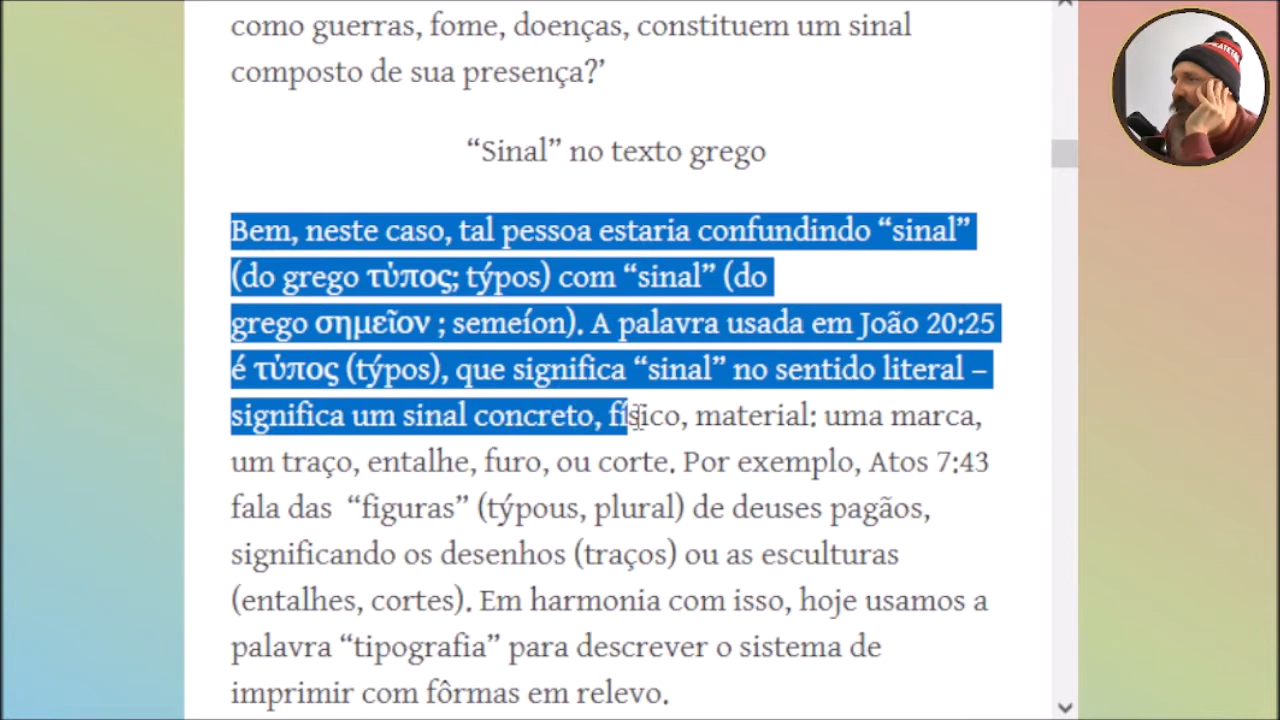 como guerras, fome, doenças, constituem um sinal
composto de sua presença?’
“Sinal” no texto grego
Bem, neste caso, tal pessoa estaria confundindo “sinal”
(do grego τὐπος; týpos) com “sinal” (do
grego σημεῖον ; semeíon). A palavra usada em João 20:25
é τὐπος (týpos), que significa “sinal” no sentido literal –
significa um sinal concreto, físico, material: uma marca,
um traço, entalhe, furo, ou corte. Por exemplo, Atos 7:43
fala das “figuras” (týpous, plural) de deuses pagãos,
significando os desenhos (traços) ou as esculturas
(entalhes, cortes). Em harmonia com isso, hoje usamos a
palavra “tipografia” para descrever o sistema de
imprimir com fôrmas em relevo.